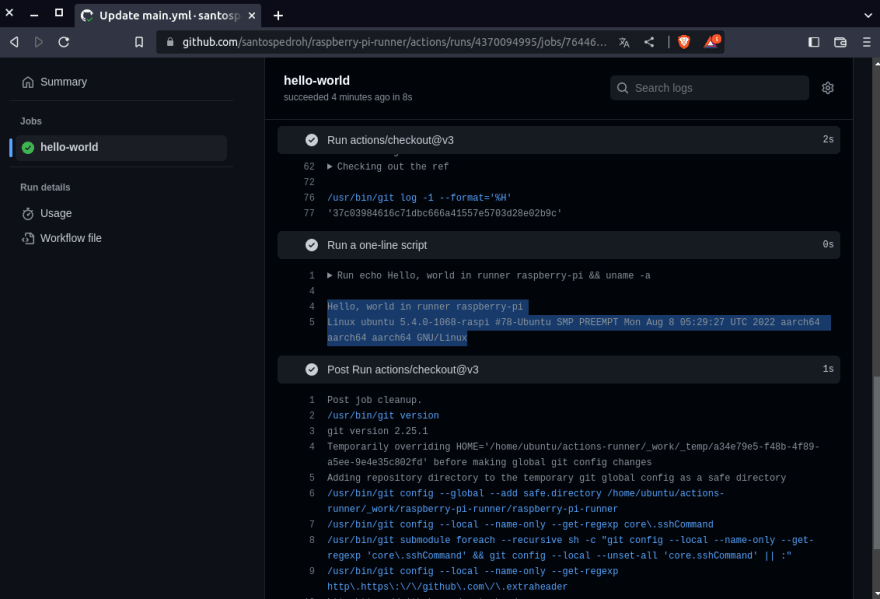 Update main.yml · santosp
github.com/santospedroh/raspberry-pi-runner/actions/runs/4370094995/jobs/76446...
Summary
Jobs
hello-world
Run details
Usage
Workflow file
hello-world
succeeded 4 minutes ago in 8s
Search logs
Run actions/checkout@v3 2s
62 Checking out the ref
72
76 /usr/bin/git log -1 --format='%H'
77 '37c03984616c71dbc666a41557e5703d28e02b9c'
Run a one-line script 0s
1 Run echo Hello, world in runner raspberry-pi && uname -a
4
4 Hello, world in runner raspberry-pi
5 Linux ubuntu 5.4.0-1068-raspi #78-Ubuntu SMP PREEMPT Mon Aug 8 05:29:27 UTC 2022 aarch64
aarch64 aarch64 GNU/Linux
Post Run actions/checkout@v3 1s
1 Post job cleanup.
2 /usr/bin/git version
3 git version 2.25.1
4 Temporarily overriding HOME='/home/ubuntu/actions-runner/_work/_temp/a34e79e5-f48b-4f89-
a5ee-9e4e35c802fd' before making global git config changes
5 Adding repository directory to the temporary git global config as a safe directory
6 /usr/bin/git config --global --add safe.directory /home/ubuntu/actions-
runner/_work/raspberry-pi-runner/raspberry-pi-runner
7 /usr/bin/git config --local --name-only --get-regexp core\.sshCommand
8 /usr/bin/git submodule foreach --recursive sh -c "git config --local --name-only --get-
regexp 'core\.sshCommand' && git config --local --unset-all 'core.sshCommand' || :"
9 /usr/bin/git config --local --name-only --get-regexp
http\.https\:\/\/github\.com\/\.extraheader